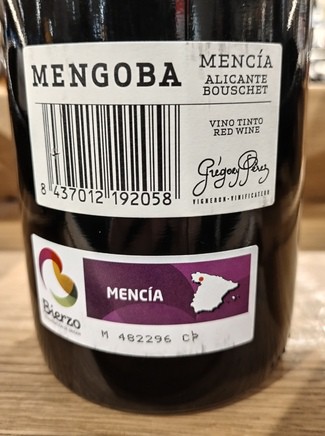 MENGOBA
MENCÍA
ALICANTE
BOUSCHET
VINO TINTO
RED WINE
Grégory Pérez
VIGNERON-VINIFICATEUR
8 437012 192058
MENCÍA
Bierzo
M 482296 CP